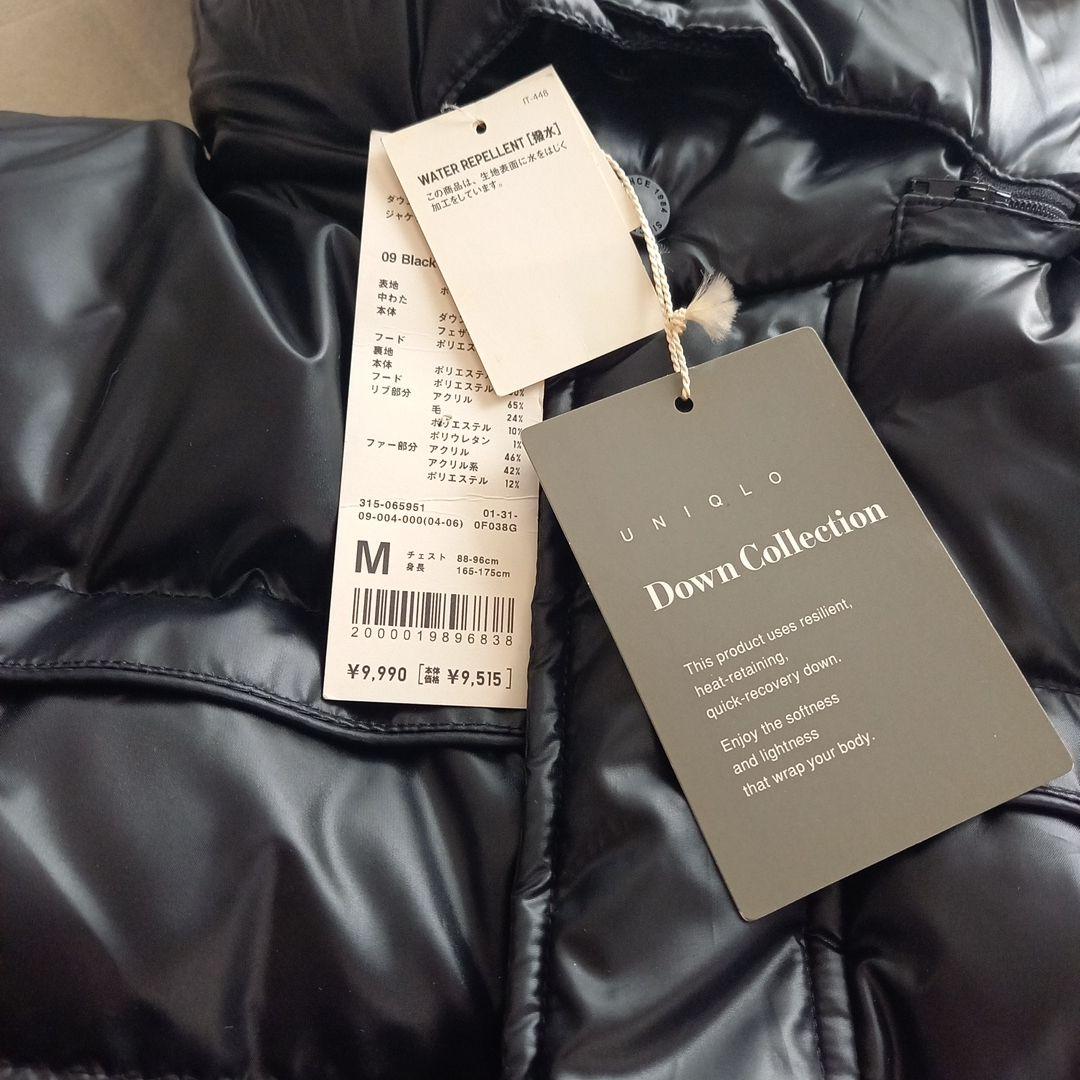 IT-448
WATER REPELLENT [撥水]
この商品は、生地表面に水をはじく
加工をしています。
ダウ
ジャケ
09 Black
表地
中わた
本体 ダウ
フェザ
フード ポリエス
裏地
本体 ポリエステ
フード ポリエステル
リブ部分 アクリル 65%
毛 24%
ポリエステル 10%
ポリウレタン 1%
ファー部分 アクリル 46%
アクリル系 42%
ポリエステル 12%
315-065951 01-31-
09-004-000(04-06) 0F038G
M チェスト 88-96cm
身長 165-175cm
2000019896838
¥9,990 [本体価格 ¥9,515]
NCE 1984
UNIQLO
Down Collection
This product uses resilient,
heat-retaining,
quick-recovery down.
Enjoy the softness
and lightness
that wrap your body.